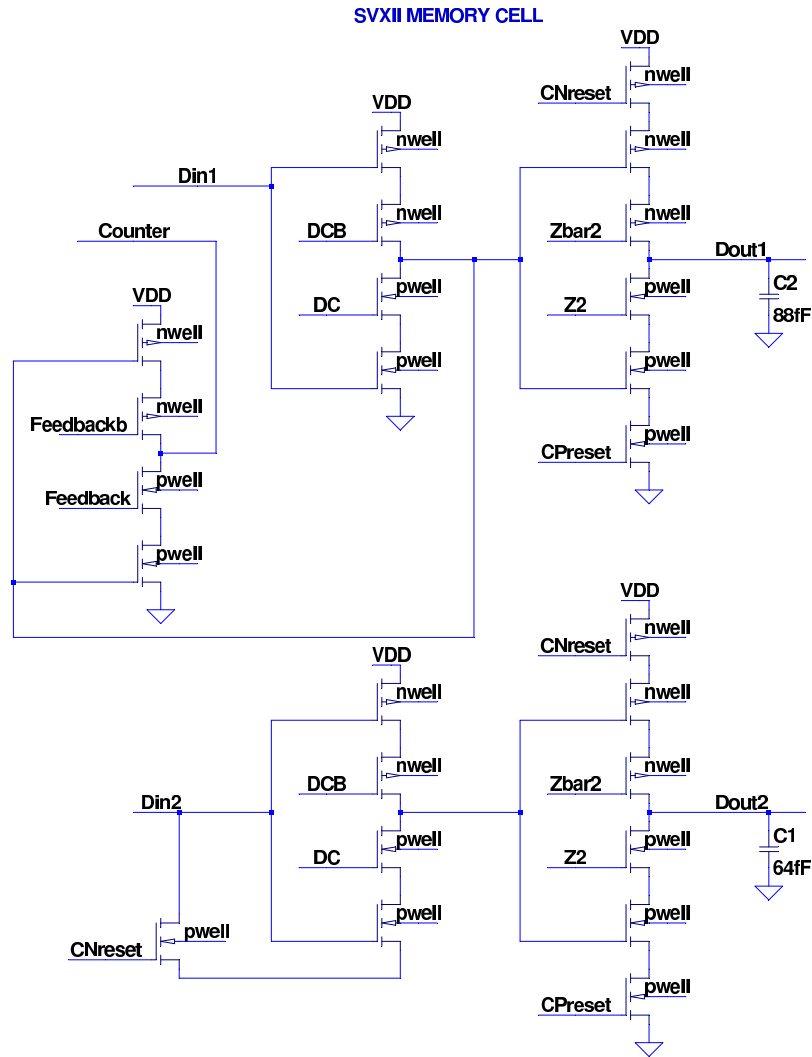 SVXII MEMORY CELL
VDD
CNreset
nwell
VDD
nwell
nwell
Din1
DCB
nwell
Zbar2
nwell
Counter
Dout1
VDD
DC
pwell
Z2
pwell
C2
88fF
nwell
pwell
pwell
Feedbackb
nwell
CPreset
pwell
Feedback
pwell
pwell
VDD
CNreset
nwell
VDD
nwell
nwell
DCB
nwell
Zbar2
nwell
Din2
Dout2
DC
pwell
Z2
pwell
C1
64fF
pwell
pwell
CNreset
pwell
CPreset
pwell